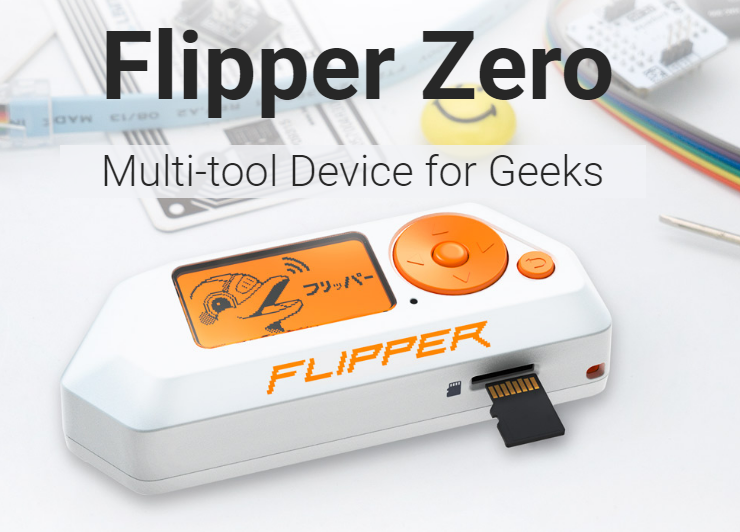 Flipper Zero
Multi-tool Device for Geeks
フリッパー
FLIPPER